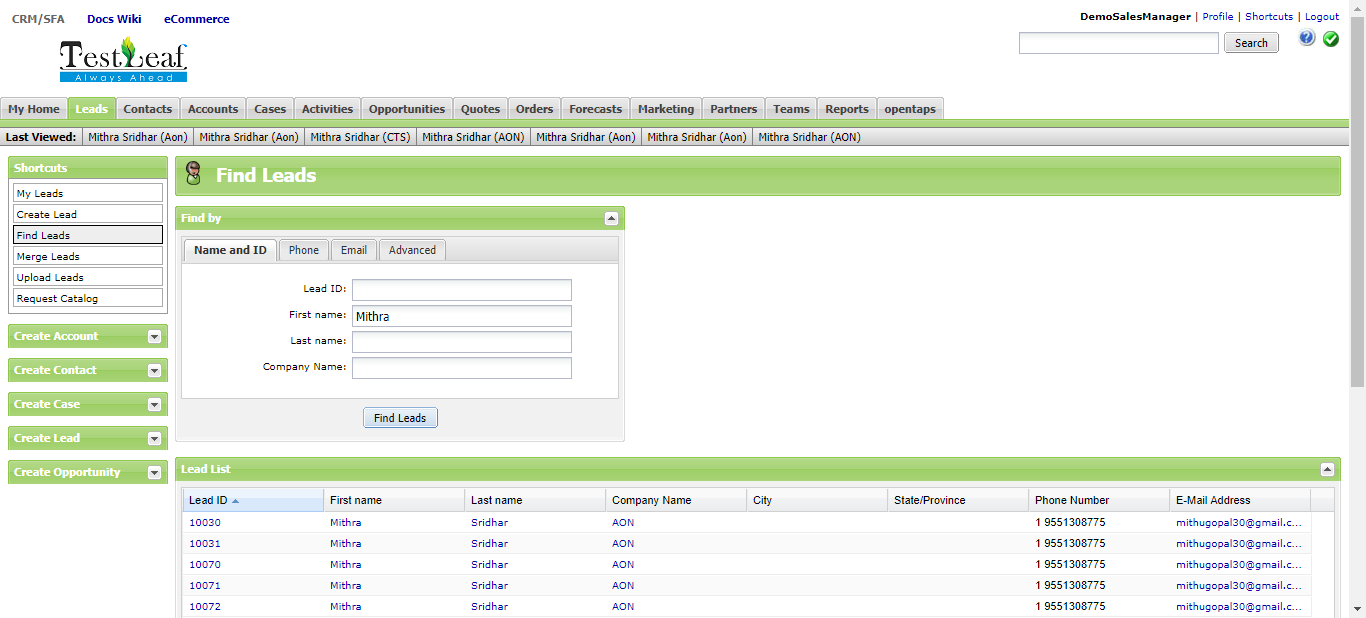 CRM/SFA Docs Wiki eCommerce
DemoSalesManager | Profile | Shortcuts | Logout
Search
TestLeaf
Always Ahead
My Home Leads Contacts Accounts Cases Activities Opportunities Quotes Orders Forecasts Marketing Partners Teams Reports opentaps
Last Viewed: Mithra Sridhar (Aon) Mithra Sridhar (Aon) Mithra Sridhar (CTS) Mithra Sridhar (AON) Mithra Sridhar (Aon) Mithra Sridhar (Aon) Mithra Sridhar (AON)
Shortcuts
My Leads
Create Lead
Find Leads
Merge Leads
Upload Leads
Request Catalog
Create Account
Create Contact
Create Case
Create Lead
Create Opportunity
Find Leads
Find by
Name and ID Phone Email Advanced
Lead ID:
First name: Mithra
Last name:
Company Name:
Find Leads
Lead List
Lead ID First name Last name Company Name City State/Province Phone Number E-Mail Address
10030 Mithra Sridhar AON 1 9551308775 mithugopal30@gmail.c...
10031 Mithra Sridhar AON 1 9551308775 mithugopal30@gmail.c...
10070 Mithra Sridhar AON 1 9551308775 mithugopal30@gmail.c...
10071 Mithra Sridhar AON 1 9551308775 mithugopal30@gmail.c...
10072 Mithra Sridhar AON 1 9551308775 mithugopal30@gmail.c...